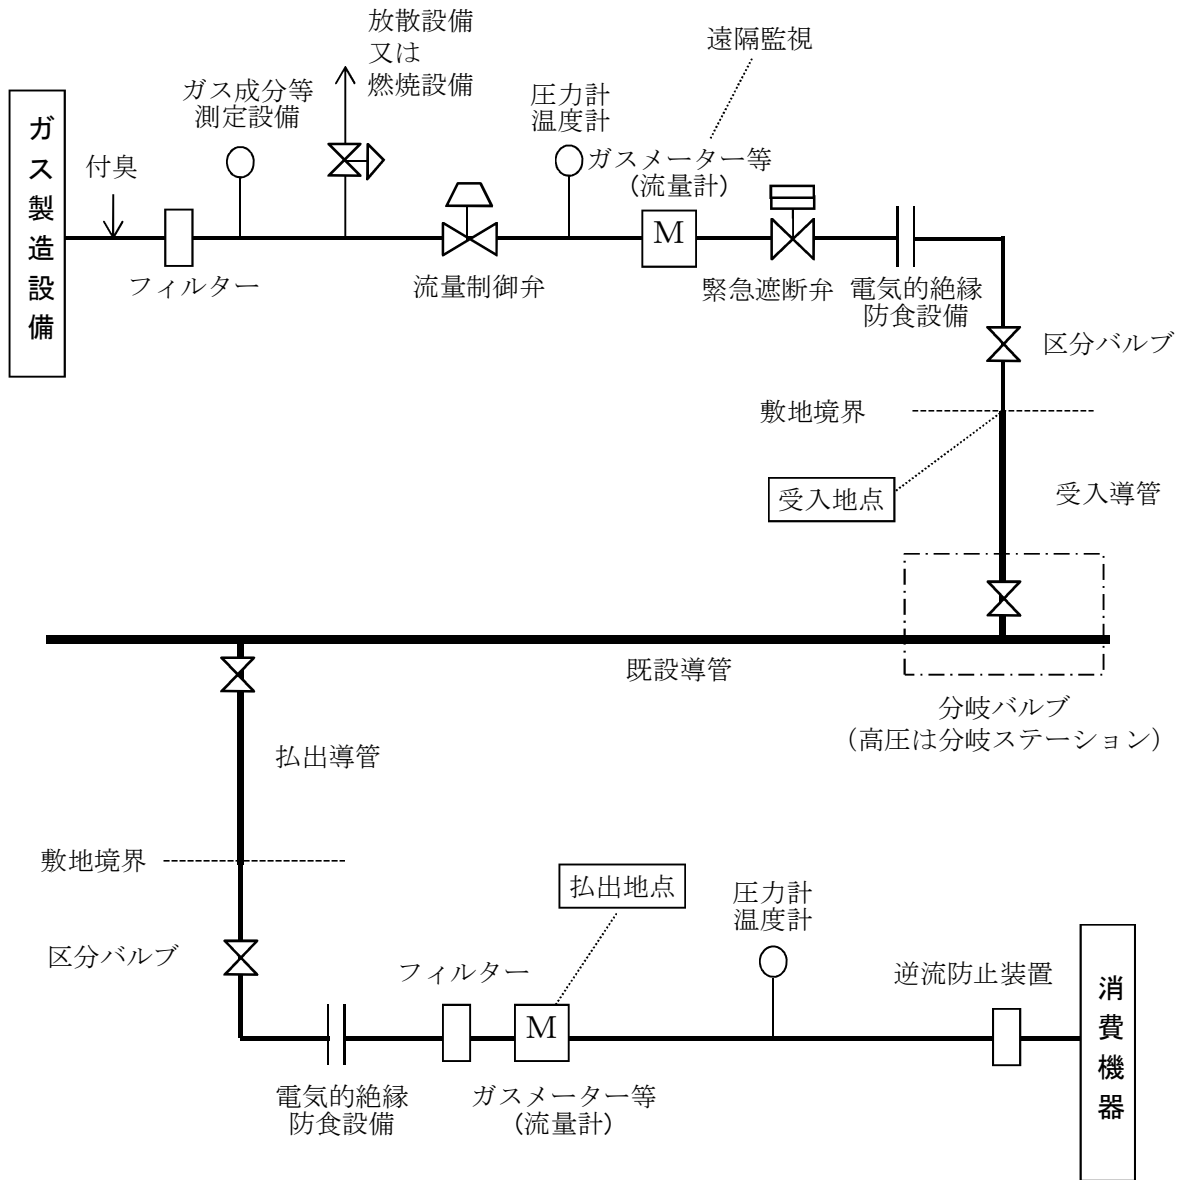 放散設備
又は
燃焼設備
遠隔監視
ガス成分等
測定設備
圧力計
温度計
ガスメーター等
（流量計）
ガス製造設備
付臭
M
フィルター
流量制御弁
緊急遮断弁
電気的絶縁
防食設備
区分バルブ
敷地境界
受入地点
受入導管
既設導管
分岐バルブ
（高圧は分岐ステーション）
払出導管
敷地境界
払出地点
圧力計
温度計
区分バルブ
フィルター
逆流防止装置
M
消費機器
電気的絶縁
防食設備
ガスメーター等
（流量計）